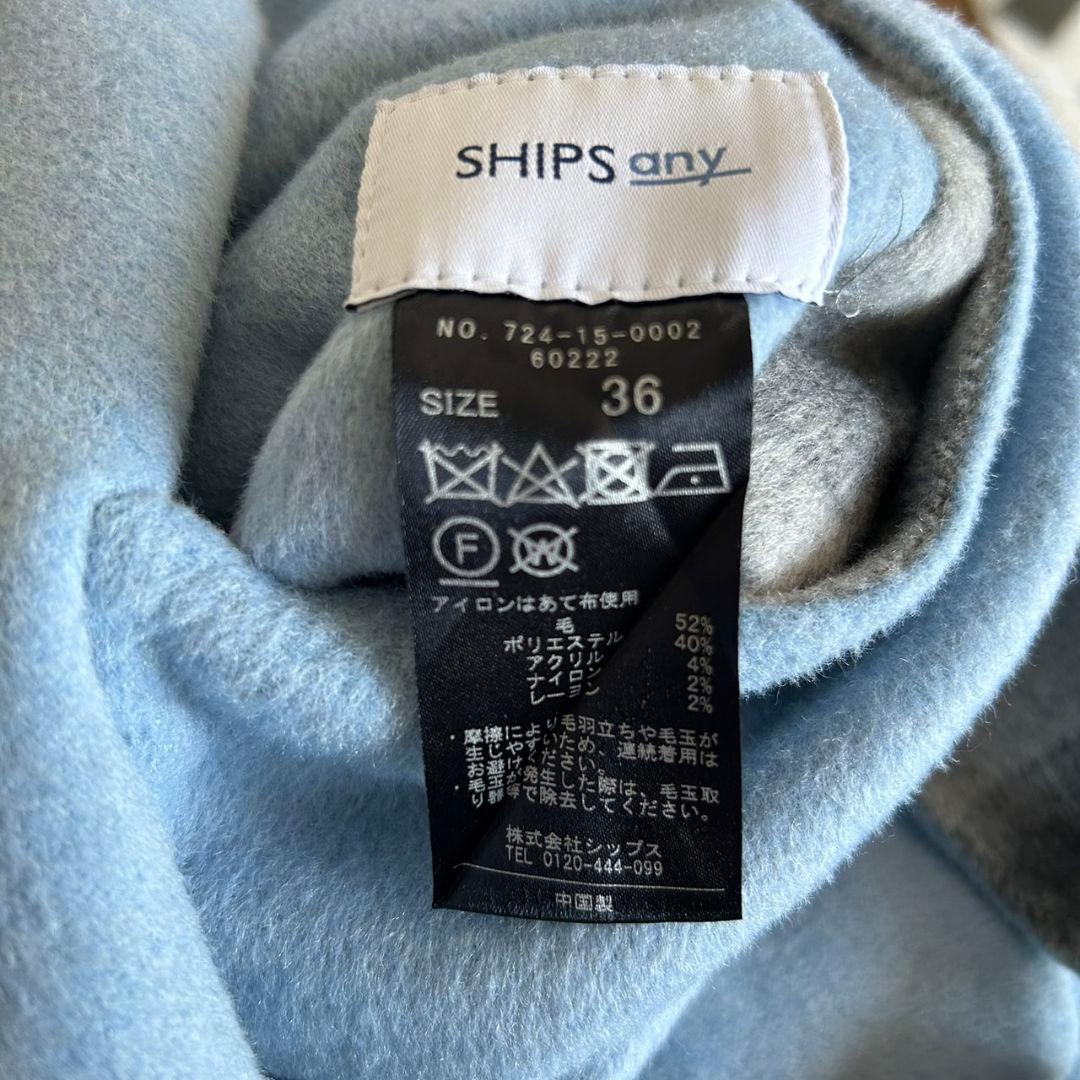 SHIPS any
NO. 724-15-0002
60222
SIZE 36
F W
アイロンはあて布使用
毛 52%
ポリエステル 40%
アクリル 4%
ナイロン 2%
レーヨン 2%
・摩擦により毛羽立ちや毛玉が
生じやすいため、連続着用は
お避けください。
・毛玉が発生した際は、毛玉取
り器等で除去してください。
株式会社シップス
TEL 0120-444-099
中国製